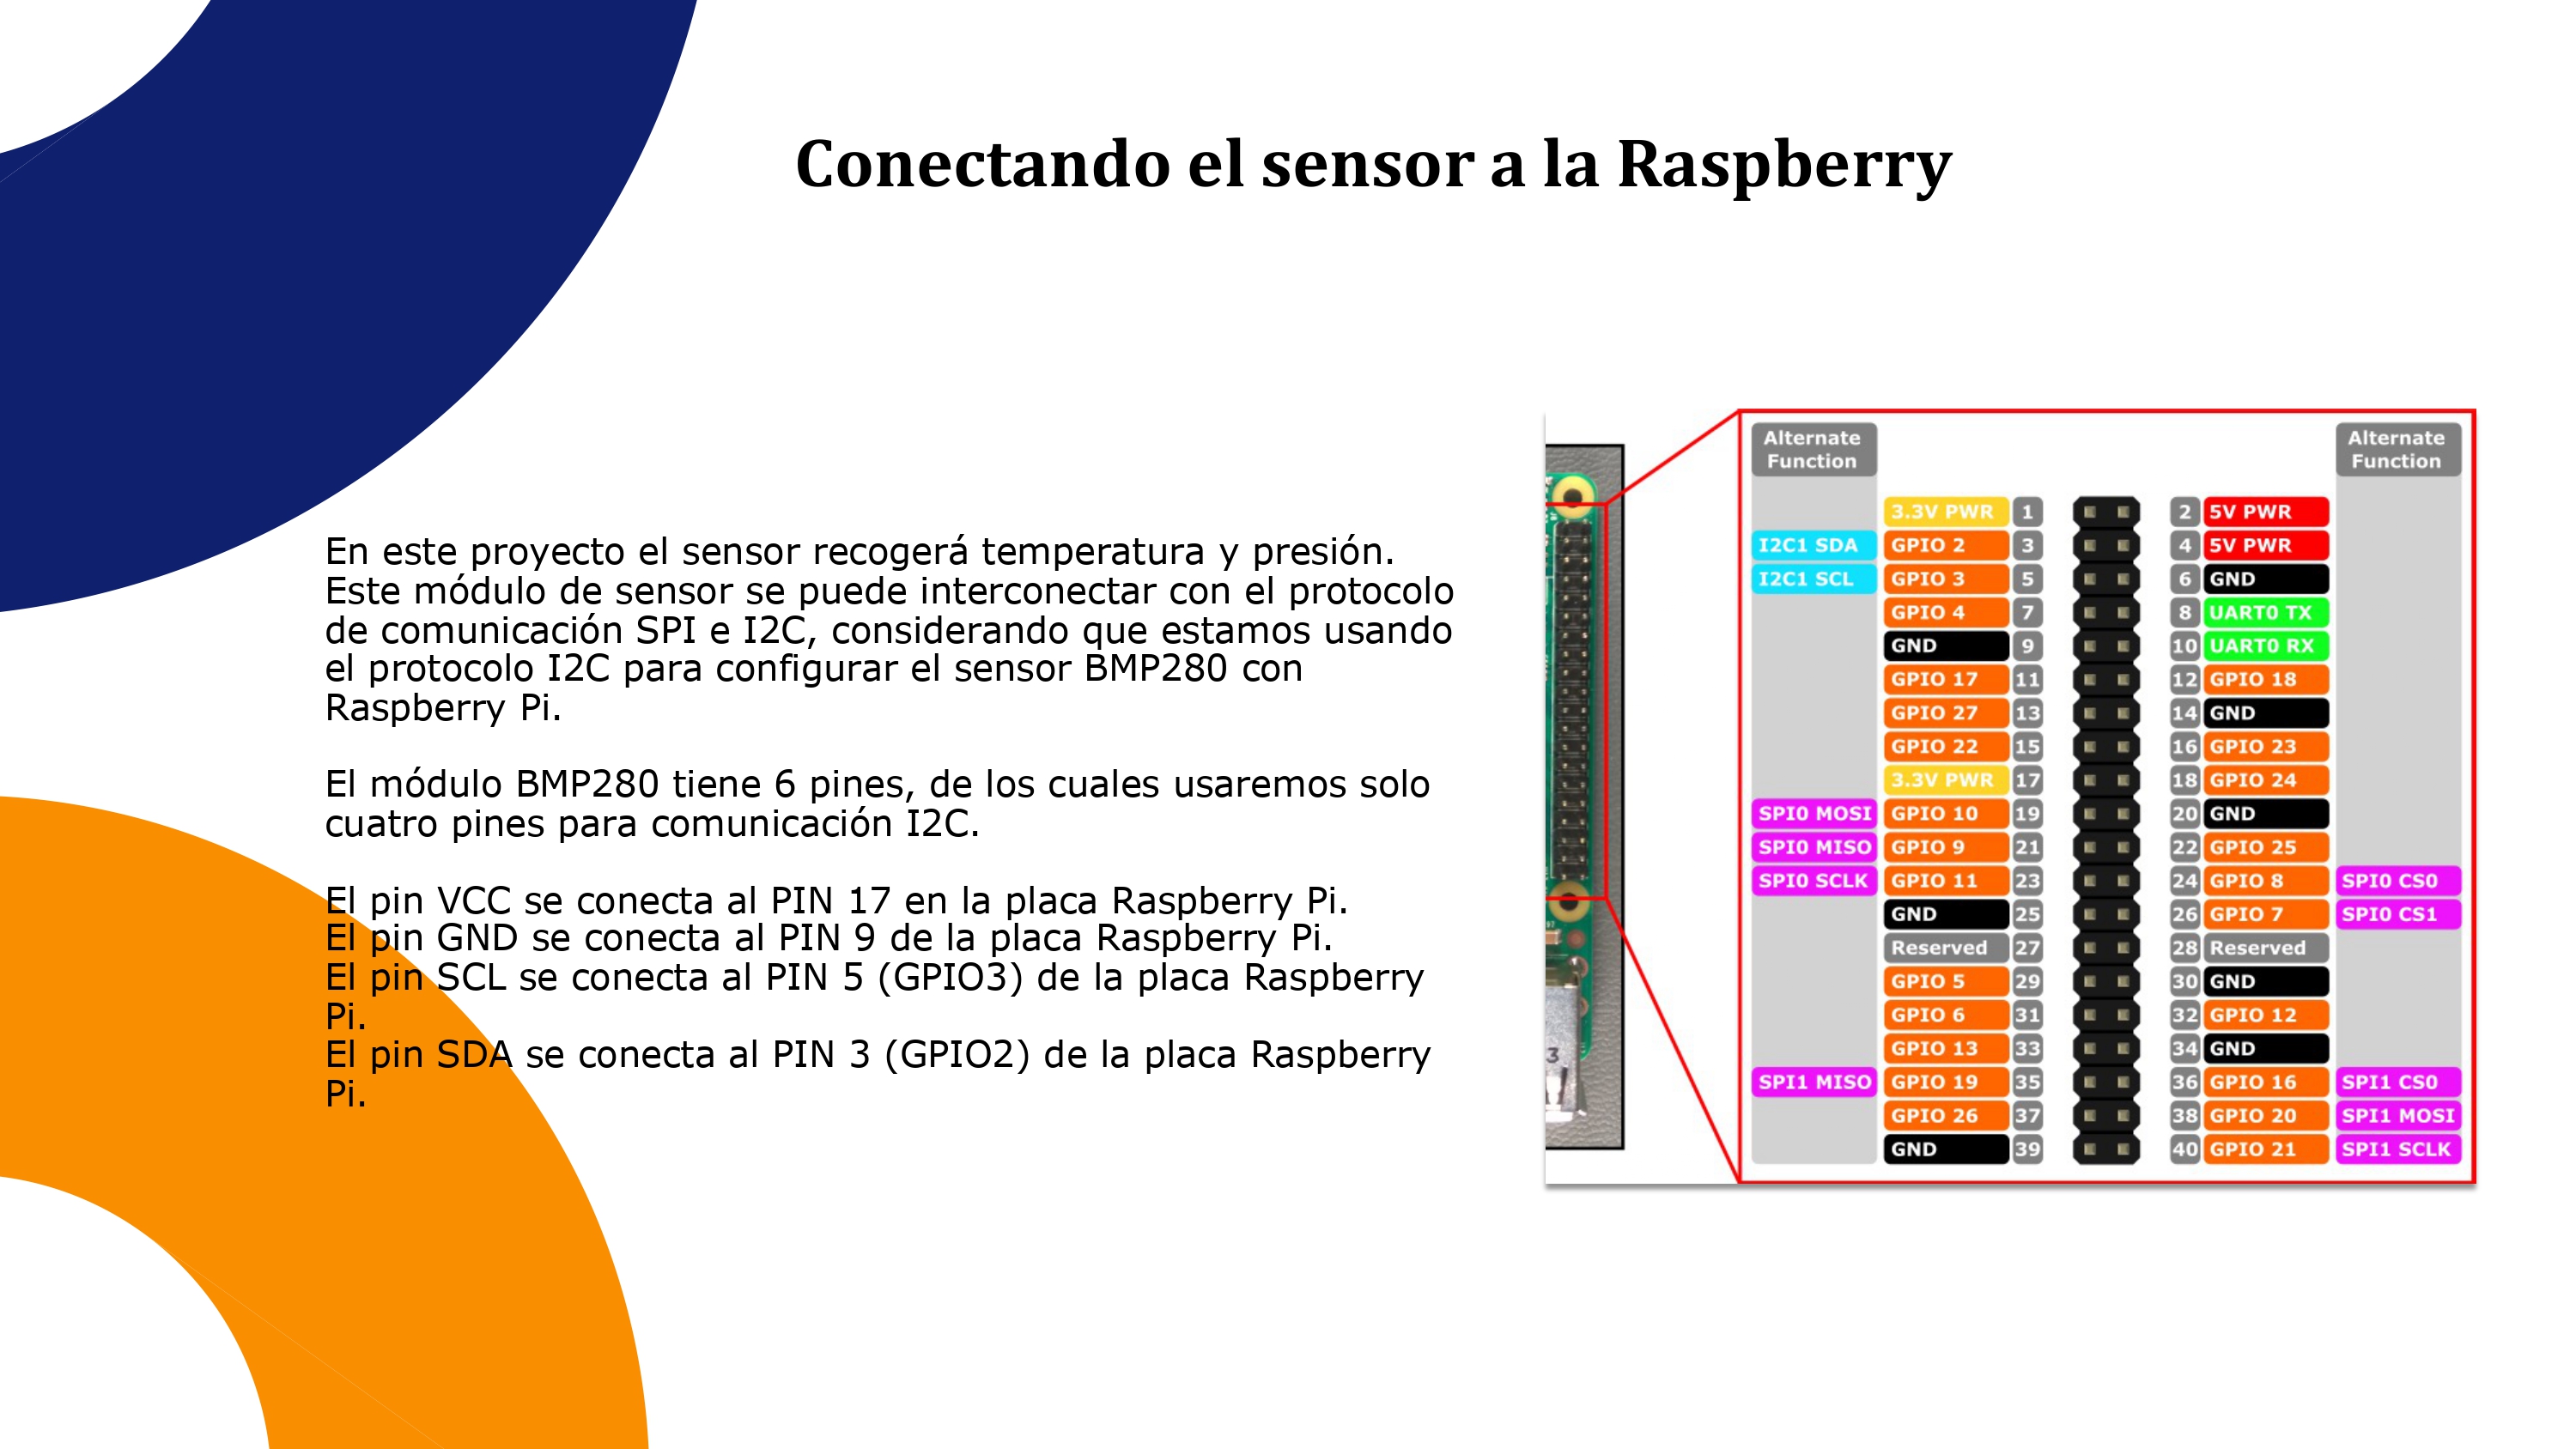 Conectando el sensor a la Raspberry
En este proyecto el sensor recogerá temperatura y presión.
Este módulo de sensor se puede interconectar con el protocolo
de comunicación SPI e I2C, considerando que estamos usando
el protocolo I2C para configurar el sensor BMP280 con
Raspberry Pi.
El módulo BMP280 tiene 6 pines, de los cuales usaremos solo
cuatro pines para comunicación I2C.
El pin VCC se conecta al PIN 17 en la placa Raspberry Pi.
El pin GND se conecta al PIN 9 de la placa Raspberry Pi.
El pin SCL se conecta al PIN 5 (GPIO3) de la placa Raspberry
Pi.
El pin SDA se conecta al PIN 3 (GPIO2) de la placa Raspberry
Pi.
Alternate Function Alternate Function
3.3V PWR 1 2 5V PWR
I2C1 SDA GPIO 2 3 4 5V PWR
I2C1 SCL GPIO 3 5 6 GND
GPIO 4 7 8 UART0 TX
GND 9 10 UART0 RX
GPIO 17 11 12 GPIO 18
GPIO 27 13 14 GND
GPIO 22 15 16 GPIO 23
3.3V PWR 17 18 GPIO 24
SPI0 MOSI GPIO 10 19 20 GND
SPI0 MISO GPIO 9 21 22 GPIO 25
SPI0 SCLK GPIO 11 23 24 GPIO 8 SPI0 CS0
GND 25 26 GPIO 7 SPI0 CS1
Reserved 27 28 Reserved
GPIO 5 29 30 GND
GPIO 6 31 32 GPIO 12
GPIO 13 33 34 GND
SPI1 MISO GPIO 19 35 36 GPIO 16 SPI1 CS0
GPIO 26 37 38 GPIO 20 SPI1 MOSI
GND 39 40 GPIO 21 SPI1 SCLK